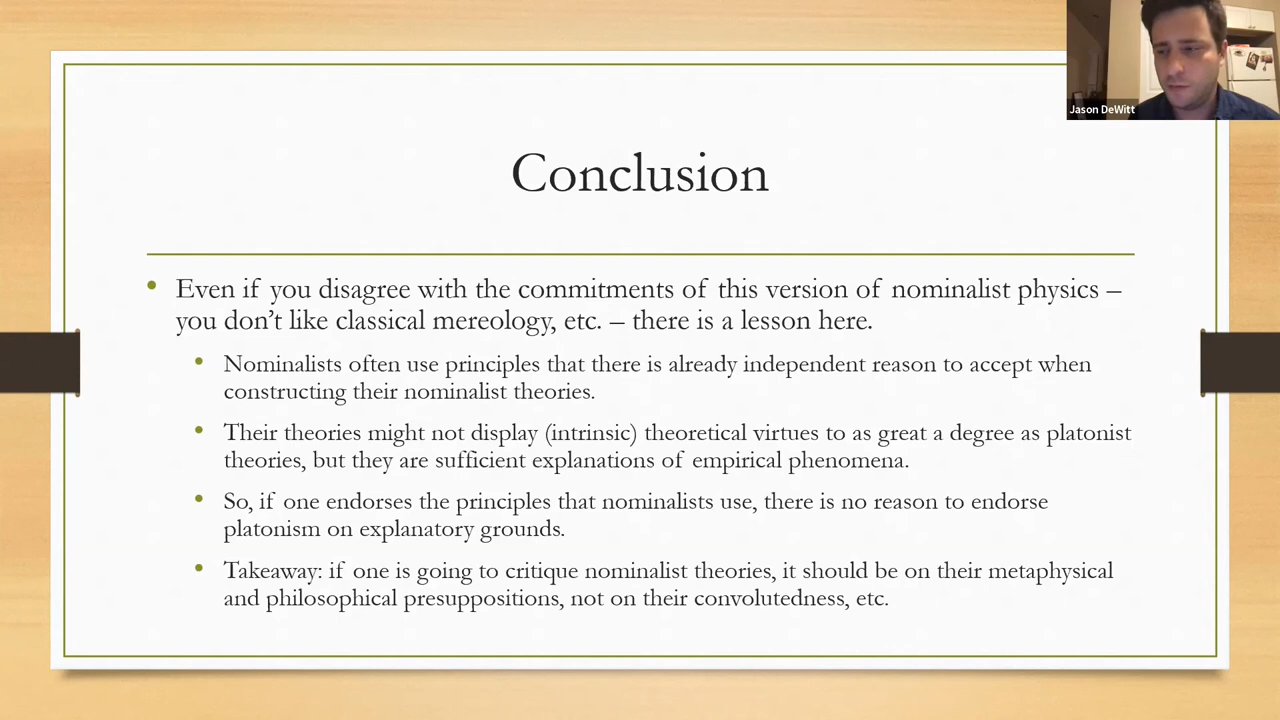 Jason DeWitt
Conclusion
• Even if you disagree with the commitments of this version of nominalist physics –
you don’t like classical mereology, etc. – there is a lesson here.
• Nominalists often use principles that there is already independent reason to accept when
constructing their nominalist theories.
• Their theories might not display (intrinsic) theoretical virtues to as great a degree as platonist
theories, but they are sufficient explanations of empirical phenomena.
• So, if one endorses the principles that nominalists use, there is no reason to endorse
platonism on explanatory grounds.
• Takeaway: if one is going to critique nominalist theories, it should be on their metaphysical
and philosophical presuppositions, not on their convolutedness, etc.